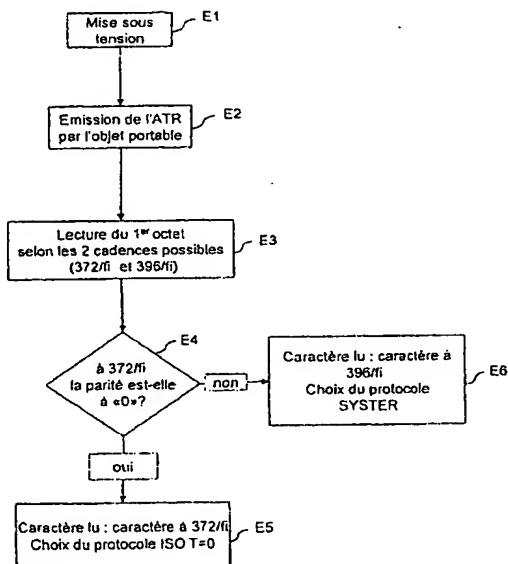 Mise sous
tension
E1
Emission de l'ATR
par l'objet portable
E2
Lecture du 1er octet
selon les 2 cadences possibles
(372/fi et 396/fi)
E3
E4
à 372/fi
la parité est-elle
à «0»?
non
Caractère lu : caractère à
396/fi
Choix du protocole
SYSTER
E6
oui
Caractère lu : caractère à 372/fi
Choix du protocole ISO T=0
E5